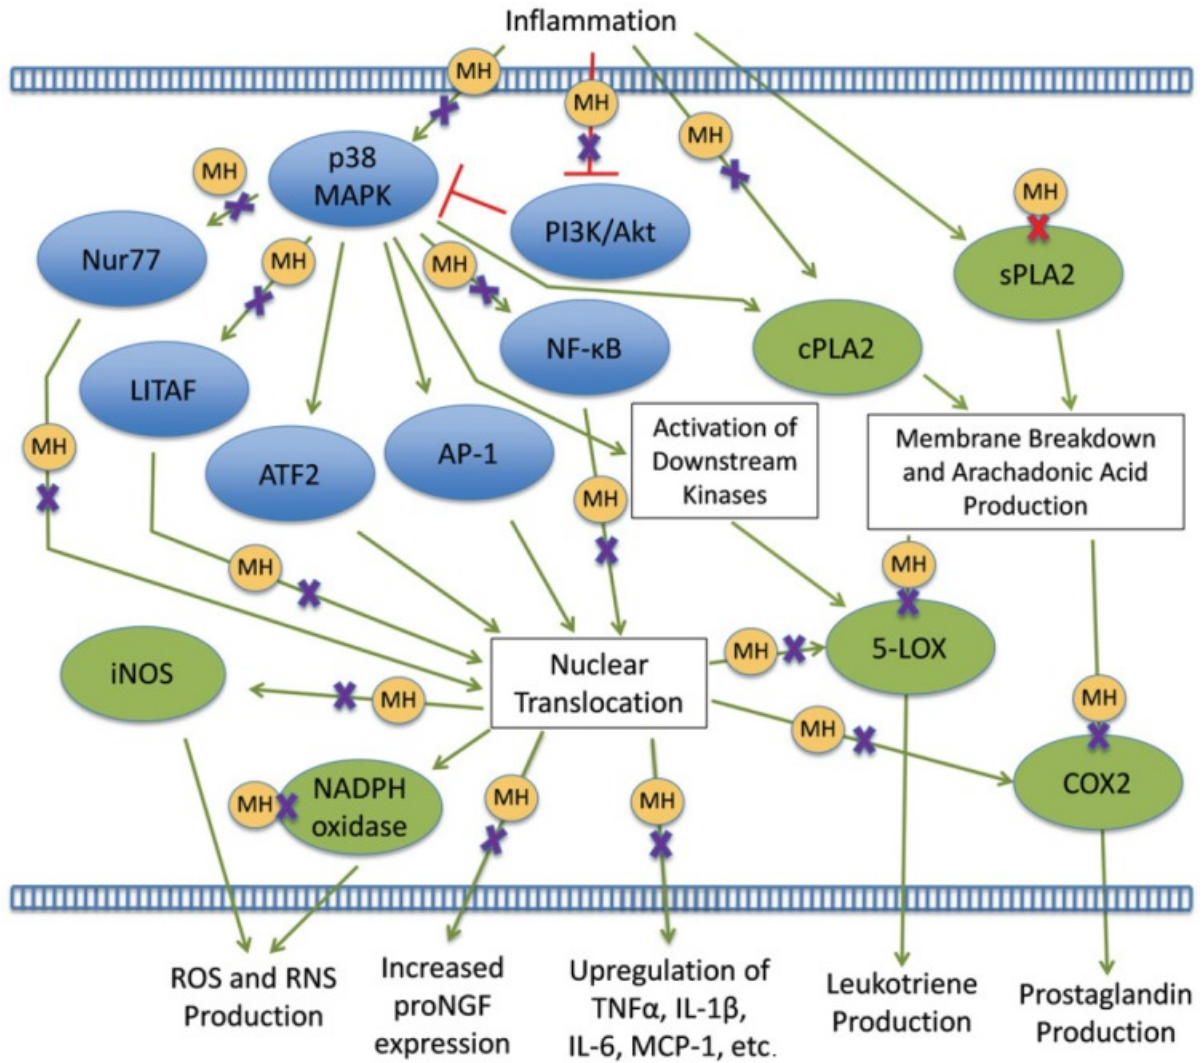 Inflammation
MH
MH
MH
MH
MH
p38
MAPK
PI3K/Akt
sPLA2
Nur77
MH
MH
NF-κB
cPLA2
LITAF
ATF2
AP-1
Activation of
Downstream
Kinases
Membrane Breakdown
and Arachadonic Acid
Production
MH
MH
MH
MH
Nuclear
Translocation
MH
5-LOX
iNOS
MH
MH
MH
COX2
NADPH
oxidase
MH
MH
MH
ROS and RNS
Production
Increased
proNGF
expression
Upregulation of
TNFα, IL-1β,
IL-6, MCP-1, etc.
Leukotriene
Production
Prostaglandin
Production